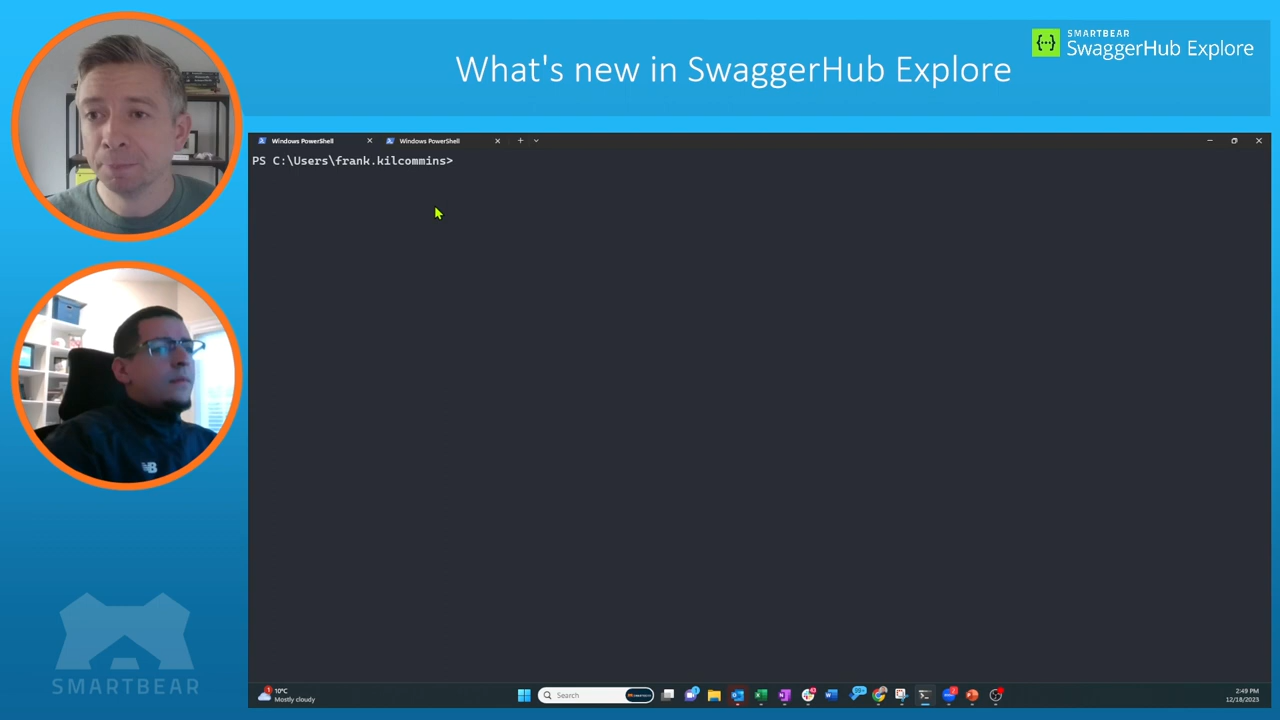 What's new in SwaggerHub Explore
SMARTBEAR
SwaggerHub Explore
Windows PowerShell
Windows PowerShell
PS C:\Users\frank.kilcommins>
NB
SMARTBEAR
10°C
Mostly cloudy
Search
2:49 PM
12/18/2023